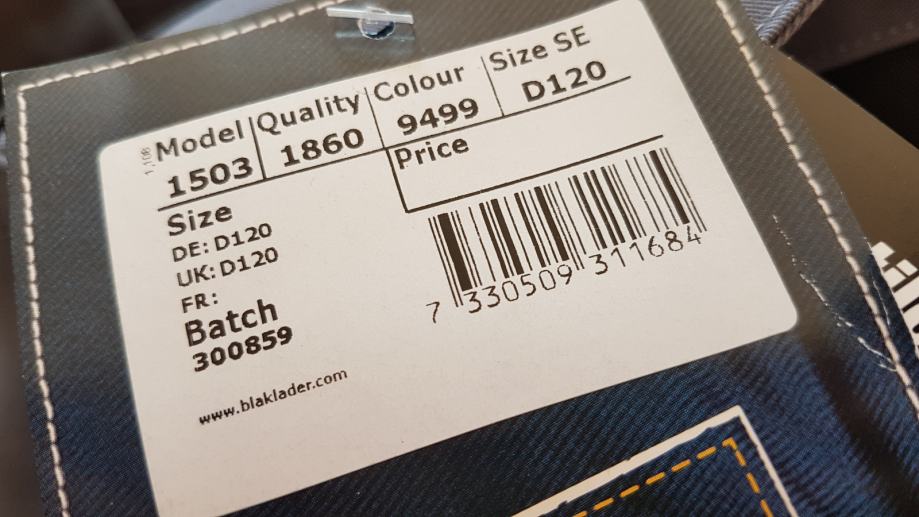 Model Quality Colour Size SE
1503 1860 9499 D120
Size Price
DE: D120
UK: D120
FR:
Batch
300859
7 330509 311684
www.blaklader.com